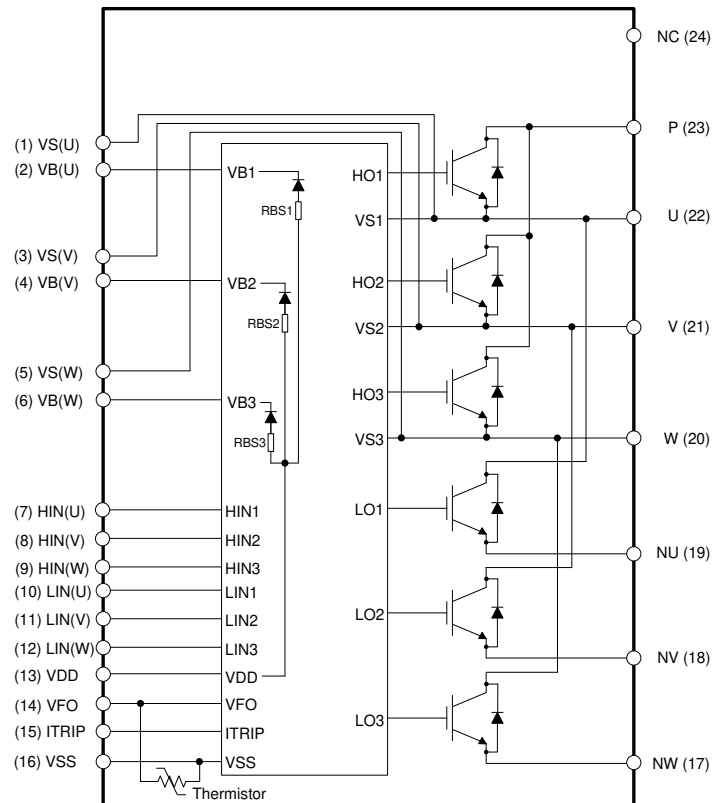 NC (24)
P (23)
(1) VS(U)
(2) VB(U)
VB1
HO1
RBS1
VS1
U (22)
(3) VS(V)
(4) VB(V)
VB2
HO2
RBS2
VS2
V (21)
(5) VS(W)
(6) VB(W)
VB3
HO3
RBS3
VS3
W (20)
(7) HIN(U)
HIN1
LO1
(8) HIN(V)
HIN2
(9) HIN(W)
HIN3
NU (19)
(10) LIN(U)
LIN1
(11) LIN(V)
LIN2
LO2
(12) LIN(W)
LIN3
NV (18)
(13) VDD
VDD
(14) VFO
VFO
LO3
(15) ITRIP
ITRIP
(16) VSS
VSS
NW (17)
Thermistor